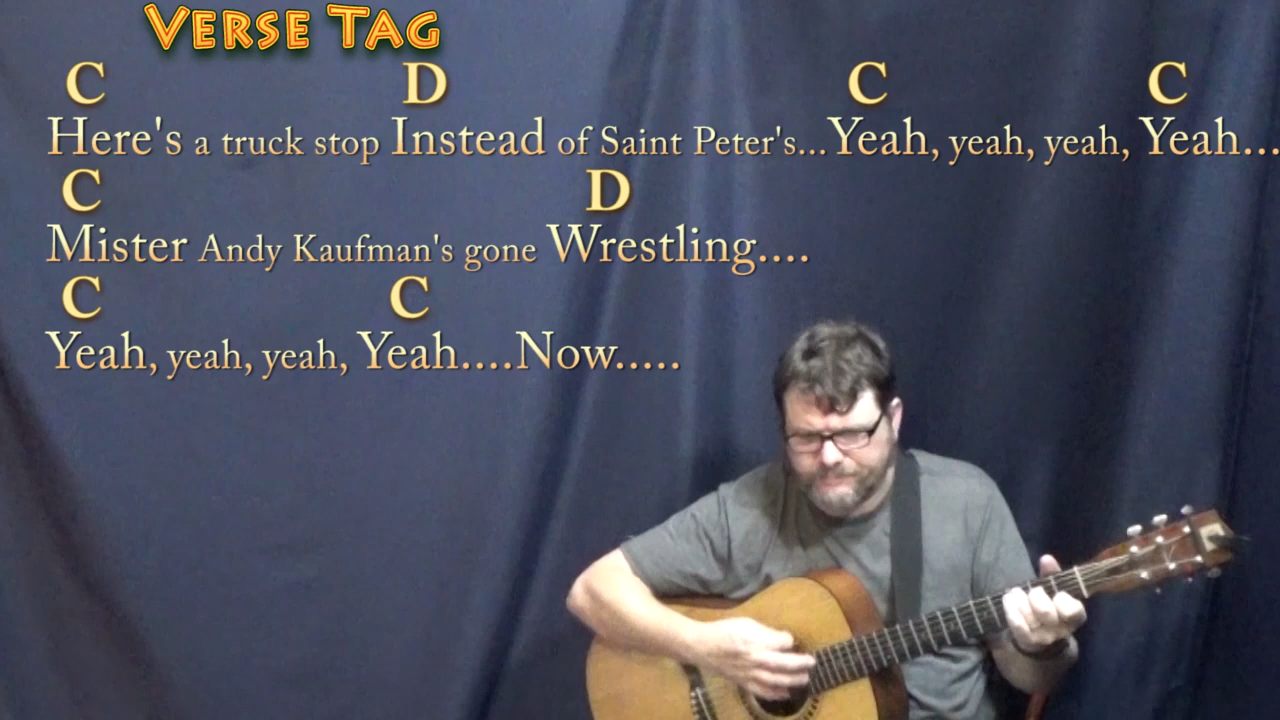 VERSE TAG
C D C C
Here's a truck stop Instead of Saint Peter's...Yeah, yeah, yeah, Yeah...
C D
Mister Andy Kaufman's gone Wrestling....
C C
Yeah, yeah, yeah, Yeah....Now.....